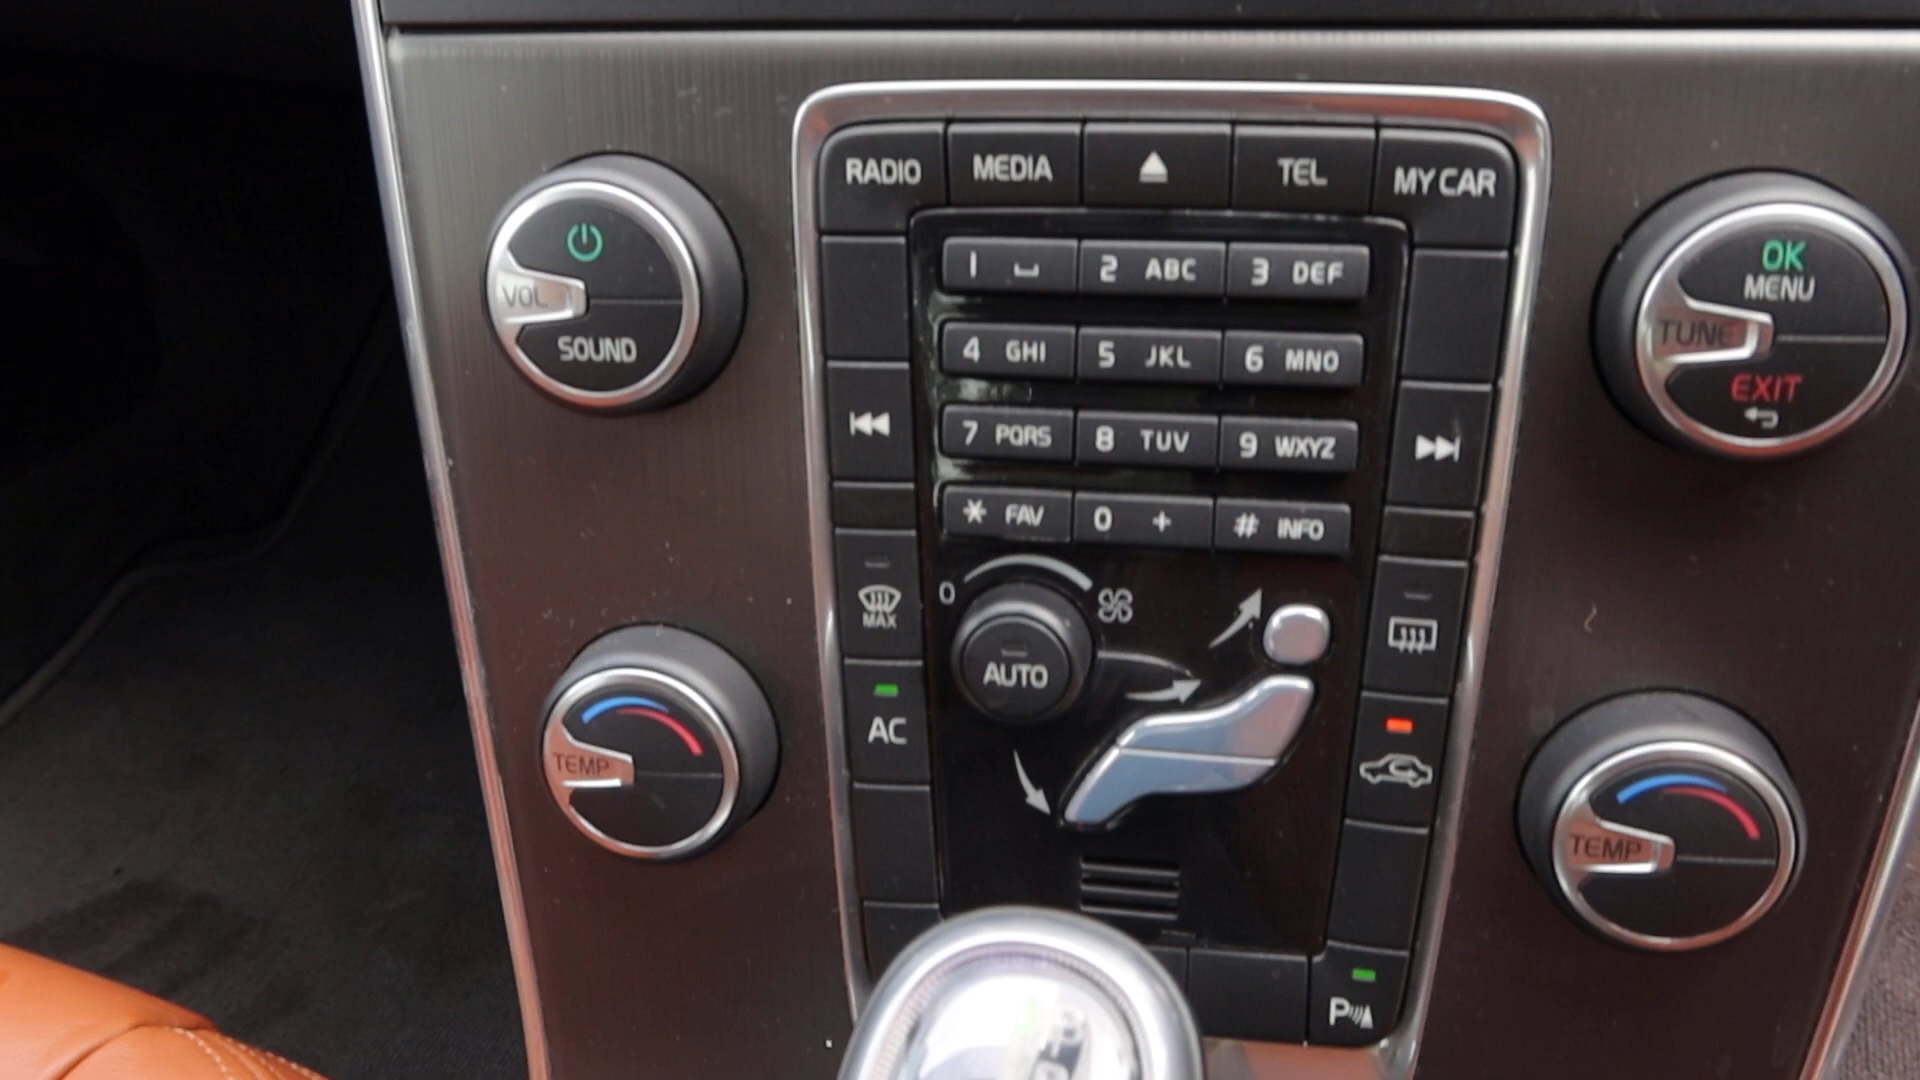 RADIO MEDIA TEL MY CAR
VOL
SOUND
OK
MENU
TUNE
EXIT
1 2 ABC 3 DEF
4 GHI 5 JKL 6 MNO
7 PQRS 8 TUV 9 WXYZ
* FAV 0 + # INFO
MAX
0
AUTO
AC
TEMP
TEMP
P